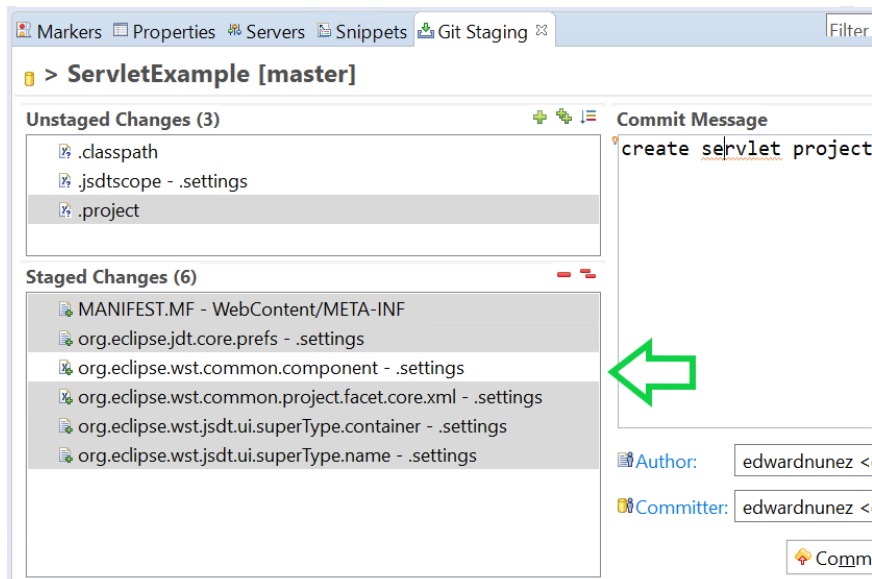 Markers Properties Servers Snippets Git Staging Filter
> ServletExample [master]
Unstaged Changes (3)
.classpath
.jsdtscope - .settings
.project
Staged Changes (6)
MANIFEST.MF - WebContent/META-INF
org.eclipse.jdt.core.prefs - .settings
org.eclipse.wst.common.component - .settings
org.eclipse.wst.common.project.facet.core.xml - .settings
org.eclipse.wst.jsdt.ui.superType.container - .settings
org.eclipse.wst.jsdt.ui.superType.name - .settings
Commit Message
create servlet project
Author: edwardnunez <
Committer: edwardnunez <
Comm